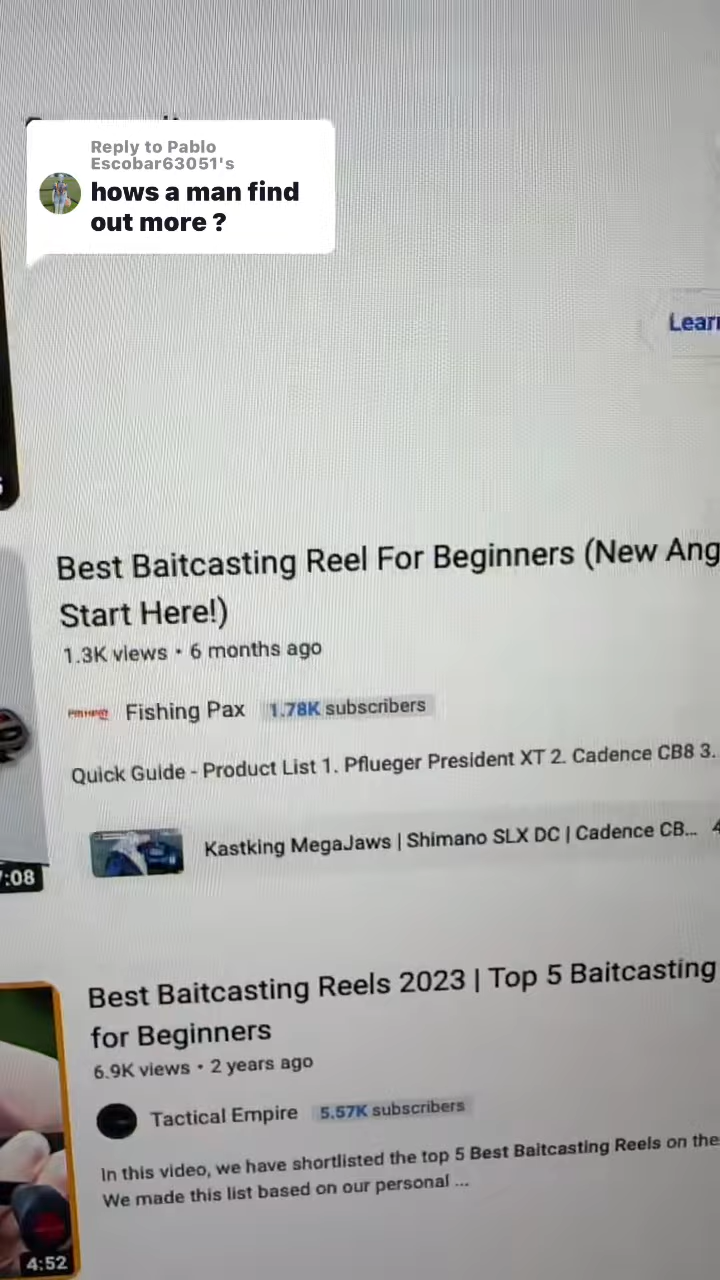 Reply to Pablo
Escobar63051's
hows a man find
out more ?
Best Baitcasting Reel For Beginners (New Ang
Start Here!)
1.3K views • 6 months ago
Fishing Pax 1.78K subscribers
Quick Guide - Product List 1. Pflueger President XT 2. Cadence CB8 3.
Kastking MegaJaws | Shimano SLX DC | Cadence CB... 4
:08
Best Baitcasting Reels 2023 | Top 5 Baitcasting
for Beginners
6.9K views • 2 years ago
Tactical Empire 5.57K subscribers
In this video, we have shortlisted the top 5 Best Baitcasting Reels on the
We made this list based on our personal ...
4:52